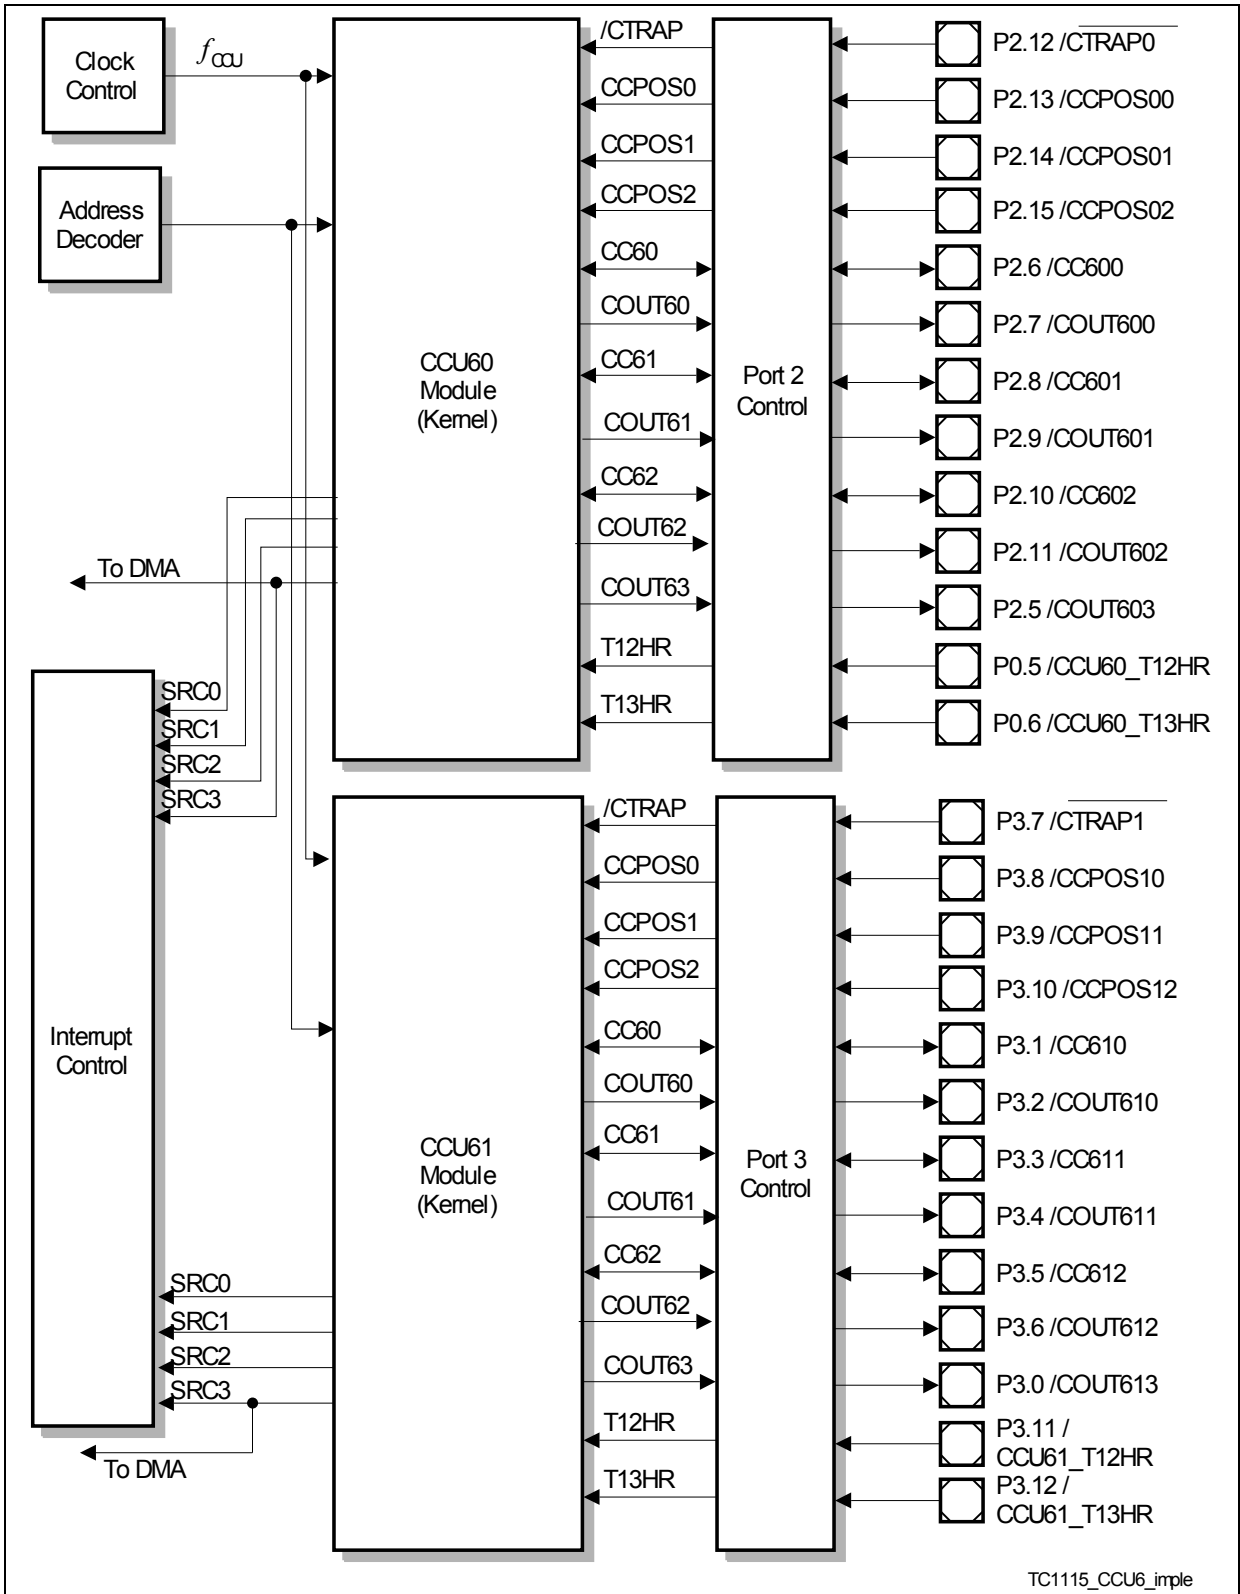 Clock
Control
fCCU
Address
Decoder
CCU60
Module
(Kernel)
/CTRAP
CCPOS0
CCPOS1
CCPOS2
CC60
COUT60
CC61
COUT61
CC62
COUT62
COUT63
T12HR
T13HR
Port 2
Control
P2.12 /CTRAP0
P2.13 /CCPOS00
P2.14 /CCPOS01
P2.15 /CCPOS02
P2.6 /CC600
P2.7 /COUT600
P2.8 /CC601
P2.9 /COUT601
P2.10 /CC602
P2.11 /COUT602
P2.5 /COUT603
P0.5 /CCU60_T12HR
P0.6 /CCU60_T13HR
To DMA
SRC0
SRC1
SRC2
SRC3
Interrupt
Control
SRC0
SRC1
SRC2
SRC3
To DMA
CCU61
Module
(Kernel)
/CTRAP
CCPOS0
CCPOS1
CCPOS2
CC60
COUT60
CC61
COUT61
CC62
COUT62
COUT63
T12HR
T13HR
Port 3
Control
P3.7 /CTRAP1
P3.8 /CCPOS10
P3.9 /CCPOS11
P3.10 /CCPOS12
P3.1 /CC610
P3.2 /COUT610
P3.3 /CC611
P3.4 /COUT611
P3.5 /CC612
P3.6 /COUT612
P3.0 /COUT613
P3.11 /
CCU61_T12HR
P3.12 /
CCU61_T13HR
TC1115_CCU6_imple